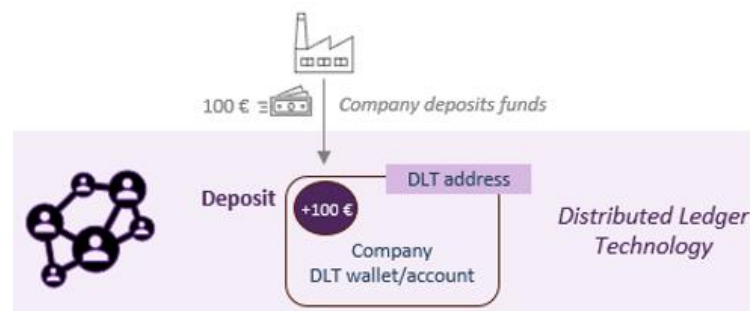 100 €
Company deposits funds
DLT address
Deposit
+100 €
Company
DLT wallet/account
Distributed Ledger
Technology